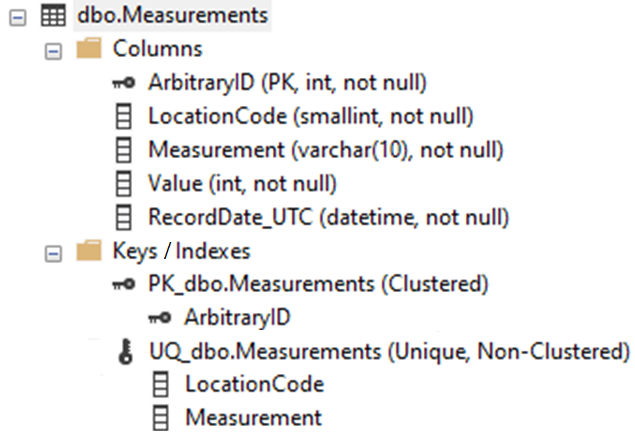 dbo.Measurements
Columns
ArbitraryID (PK, int, not null)
LocationCode (smallint, not null)
Measurement (varchar(10), not null)
Value (int, not null)
RecordDate_UTC (datetime, not null)
Keys / Indexes
PK_dbo.Measurements (Clustered)
ArbitraryID
UQ_dbo.Measurements (Unique, Non-Clustered)
LocationCode
Measurement